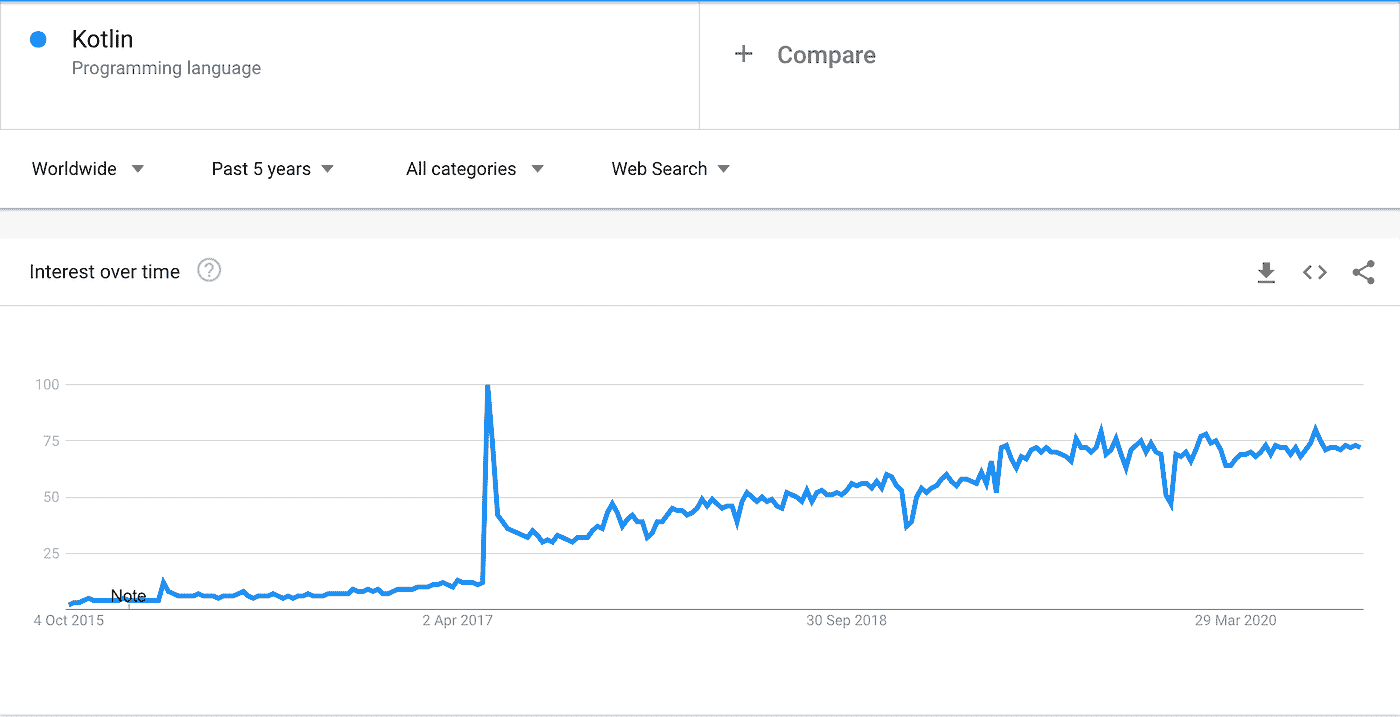 Kotlin
Programming language
+ Compare
Worldwide
Past 5 years
All categories
Web Search
Interest over time ?
100
75
50
25
Note
4 Oct 2015
2 Apr 2017
30 Sep 2018
29 Mar 2020